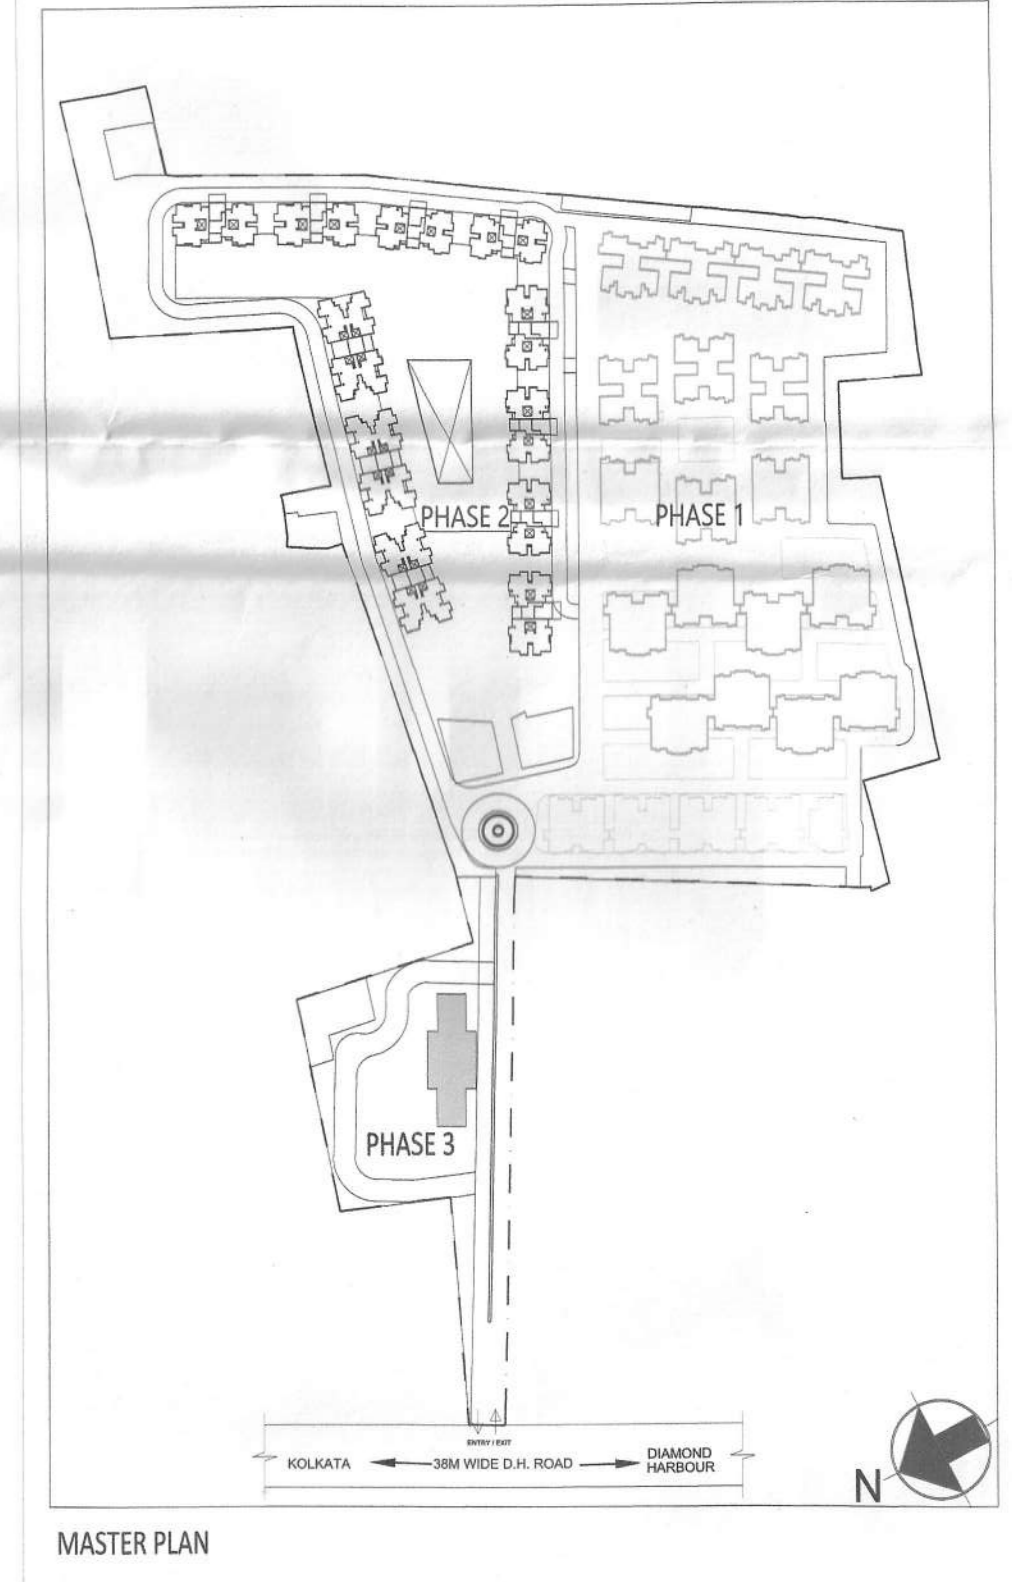 PHASE 2
PHASE 1
PHASE 3
ENTRY / EXIT
KOLKATA
38M WIDE D.H. ROAD
DIAMOND
HARBOUR
N
MASTER PLAN